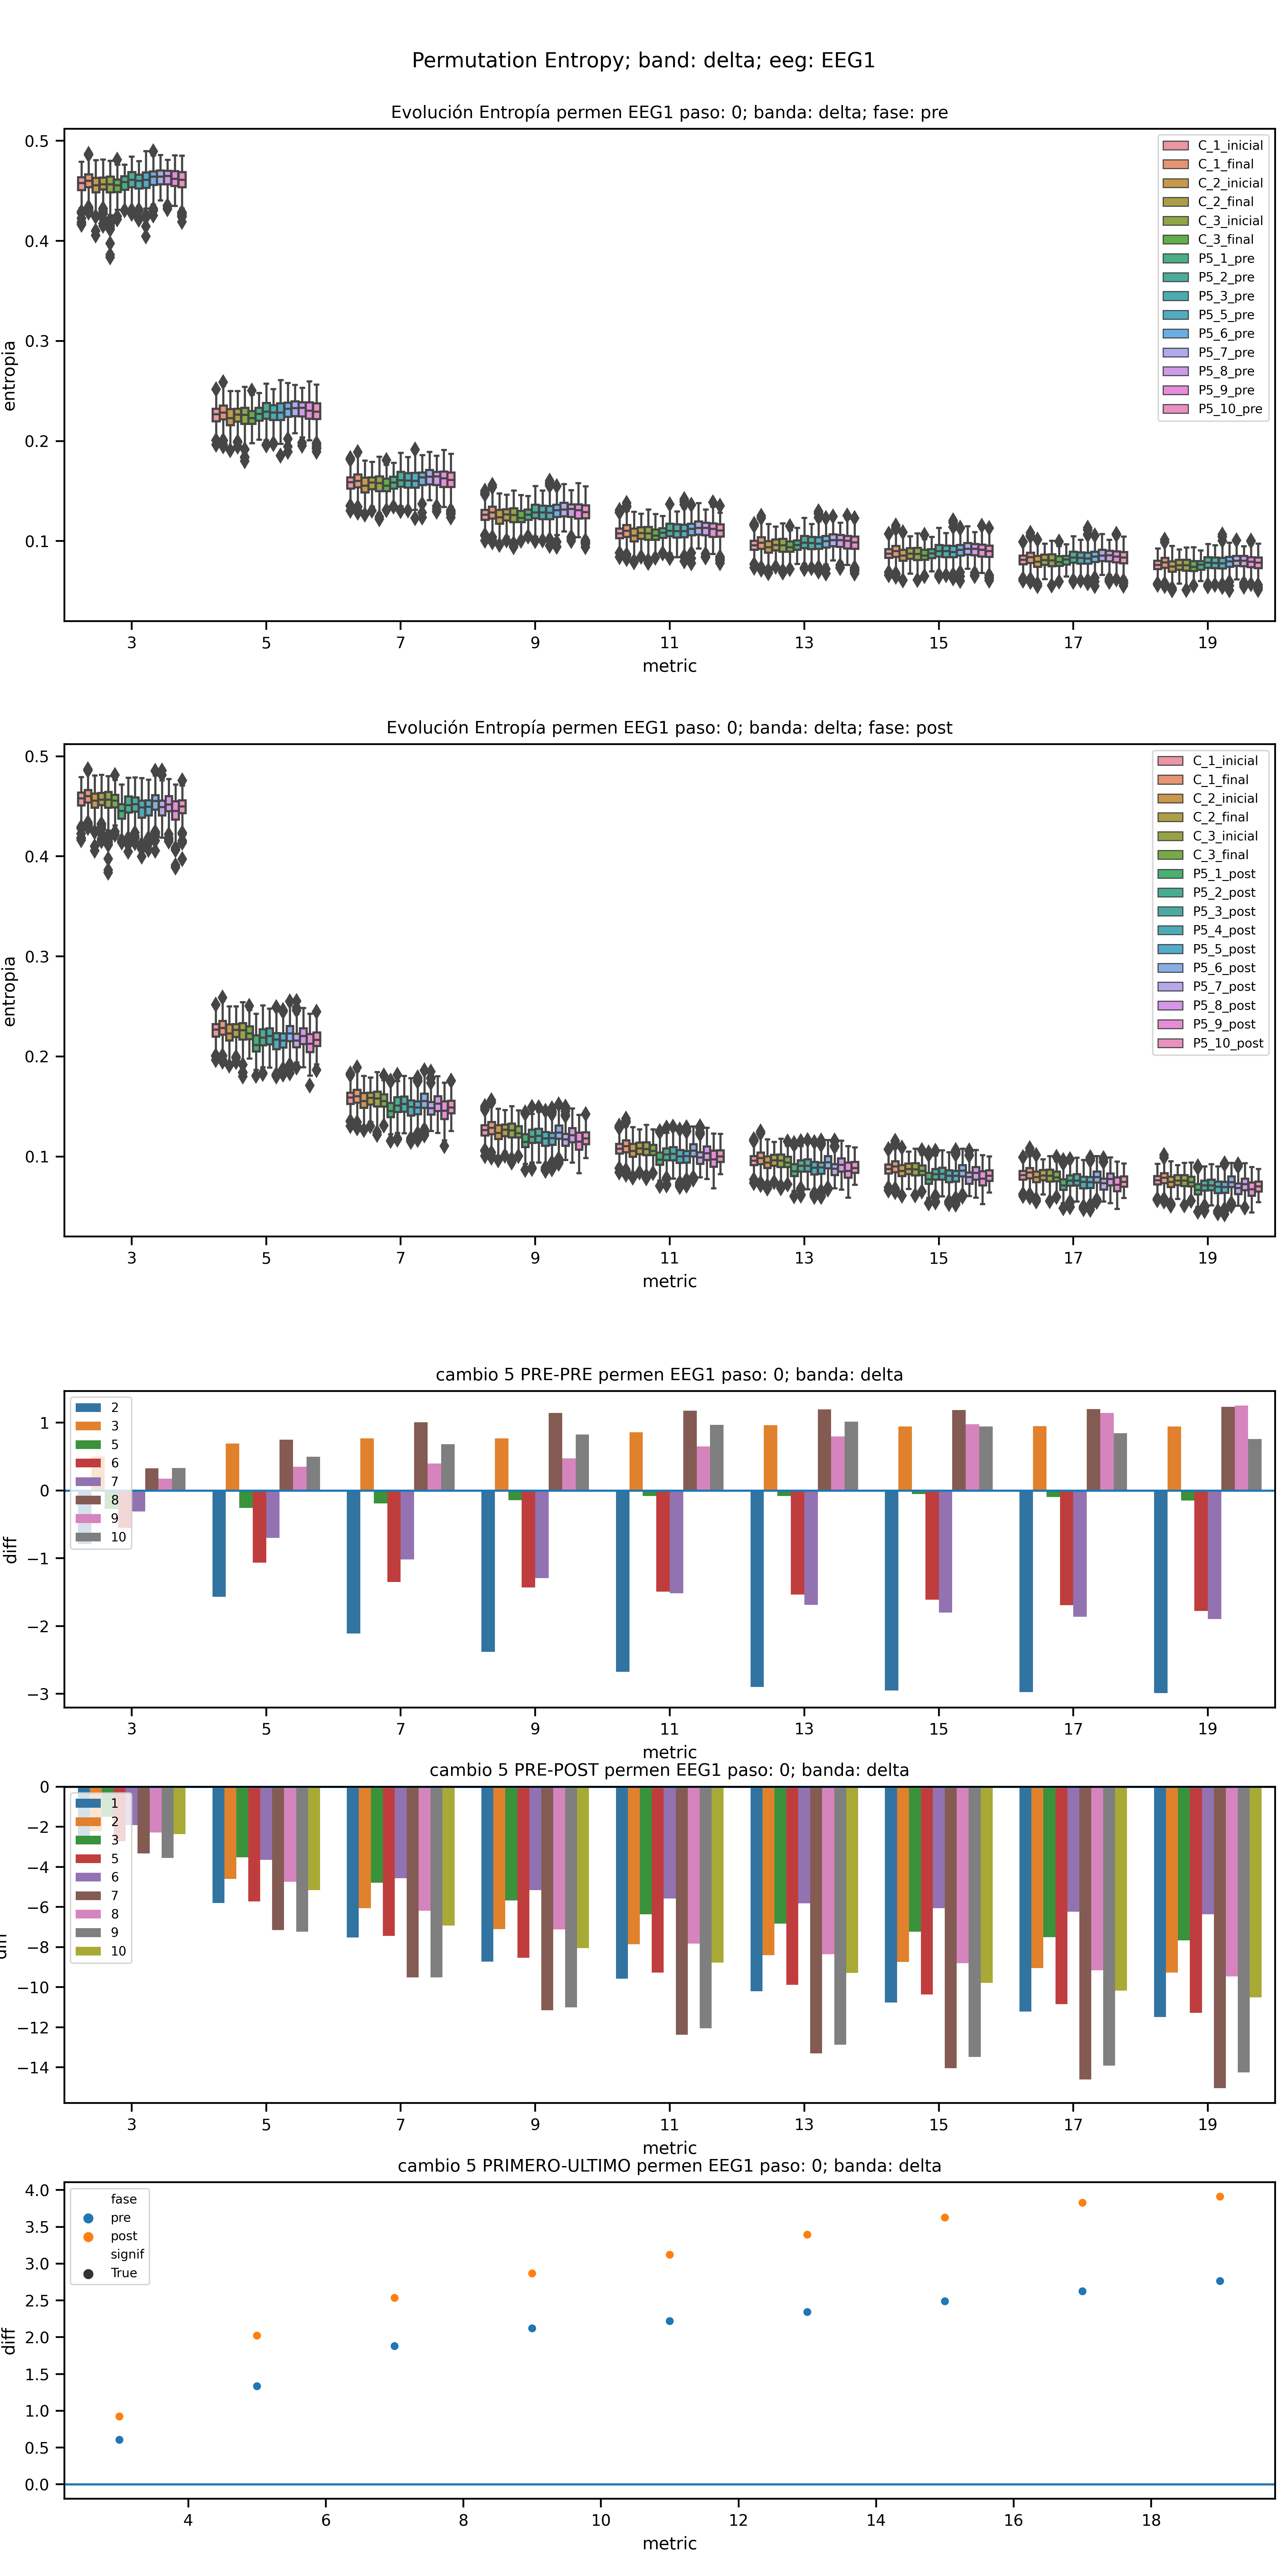 Permutation Entropy; band: delta; eeg: EEG1
Evolución Entropía permen EEG1 paso: 0; banda: delta; fase: pre
entropia
0.5
0.4
0.3
0.2
0.1
C_1_inicial
C_1_final
C_2_inicial
C_2_final
C_3_inicial
C_3_final
P5_1_pre
P5_2_pre
P5_3_pre
P5_5_pre
P5_6_pre
P5_7_pre
P5_8_pre
P5_9_pre
P5_10_pre
3 5 7 9 11 13 15 17 19
metric
Evolución Entropía permen EEG1 paso: 0; banda: delta; fase: post
entropia
0.5
0.4
0.3
0.2
0.1
C_1_inicial
C_1_final
C_2_inicial
C_2_final
C_3_inicial
C_3_final
P5_1_post
P5_2_post
P5_3_post
P5_4_post
P5_5_post
P5_6_post
P5_7_post
P5_8_post
P5_9_post
P5_10_post
3 5 7 9 11 13 15 17 19
metric
cambio 5 PRE-PRE permen EEG1 paso: 0; banda: delta
diff
1
0
−1
−2
−3
2
3
5
6
7
8
9
10
3 5 7 9 11 13 15 17 19
metric
cambio 5 PRE-POST permen EEG1 paso: 0; banda: delta
diff
0
−2
−4
−6
−8
−10
−12
−14
1
2
3
5
6
7
8
9
10
3 5 7 9 11 13 15 17 19
metric
cambio 5 PRIMERO-ULTIMO permen EEG1 paso: 0; banda: delta
diff
4.0
3.5
3.0
2.5
2.0
1.5
1.0
0.5
0.0
fase
pre
post
signif
True
4 6 8 10 12 14 16 18
metric